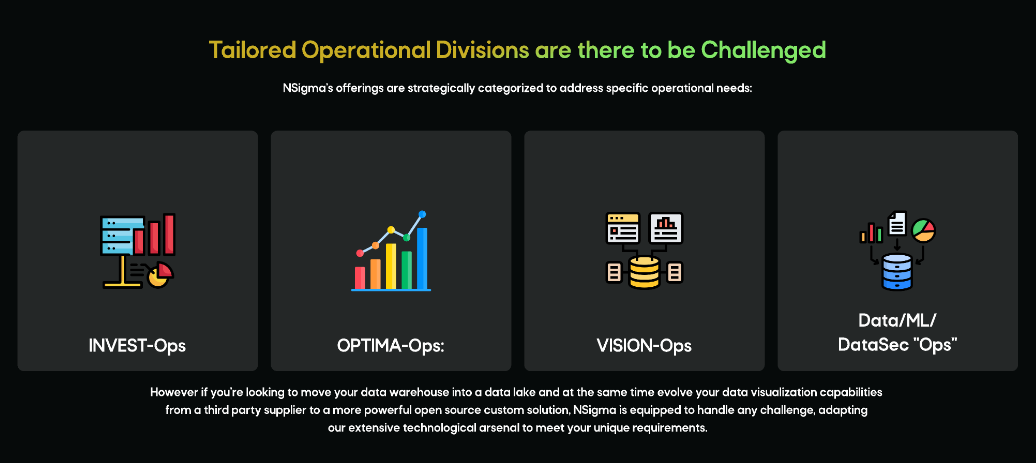 Tailored Operational Divisions are there to be Challenged
NSigma's offerings are strategically categorized to address specific operational needs:
INVEST-Ops
OPTIMA-Ops:
VISION-Ops
Data/ML/
DataSec "Ops"
However if you're looking to move your data warehouse into a data lake and at the same time evolve your data visualization capabilities
from a third party supplier to a more powerful open source custom solution, NSigma is equipped to handle any challenge, adapting
our extensive technological arsenal to meet your unique requirements.